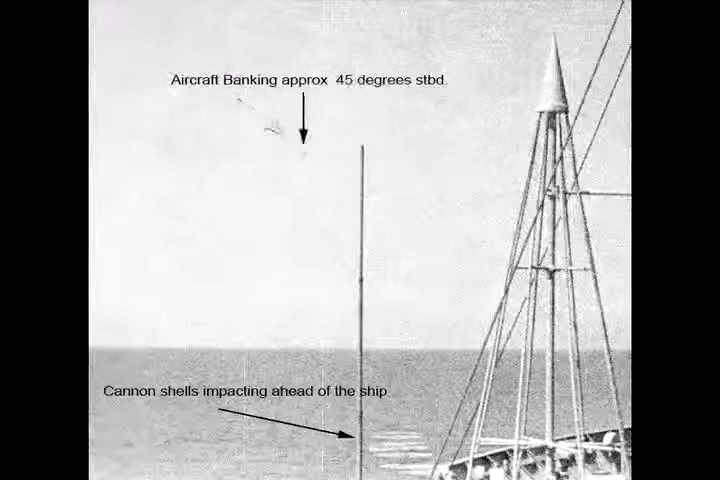 Aircraft Banking approx 45 degrees stbd.
Cannon shells impacting ahead of the ship